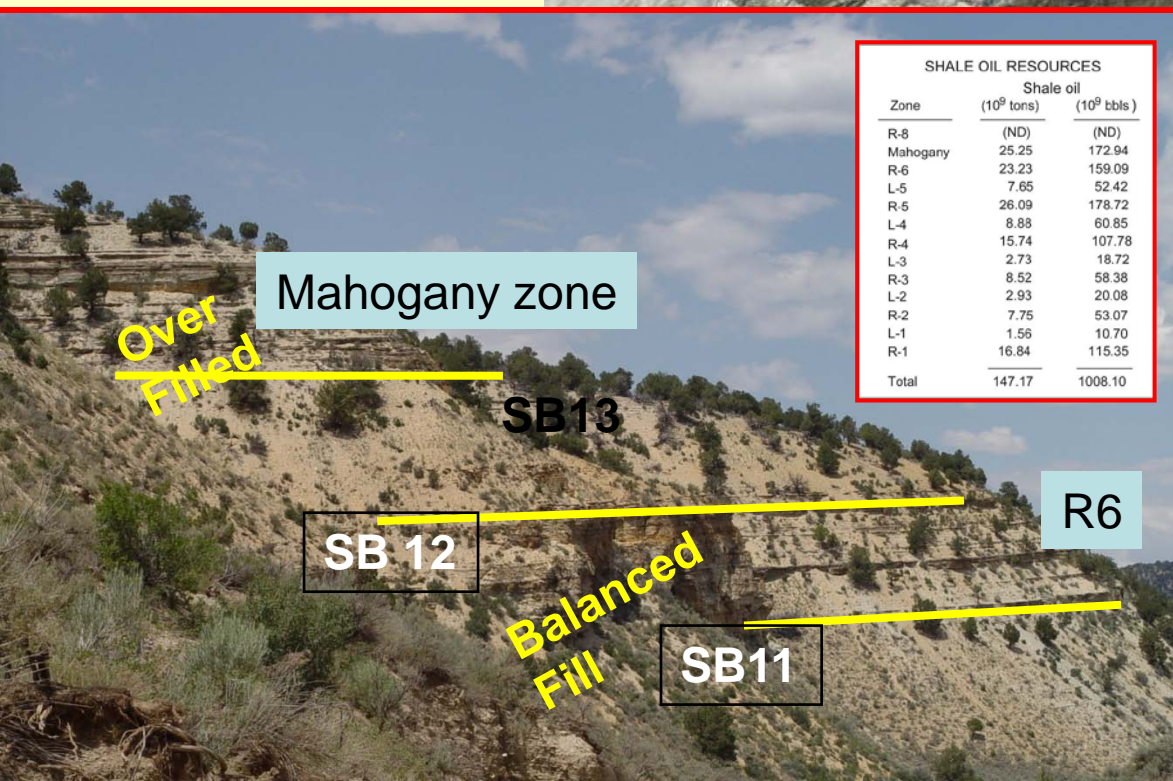 SHALE OIL RESOURCES
Shale oil
Zone (10⁹ tons) (10⁹ bbls )
R-8 (ND) (ND)
Mahogany 25.25 172.94
R-6 23.23 159.09
L-5 7.65 52.42
R-5 26.09 178.72
L-4 8.88 60.85
R-4 15.74 107.78
L-3 2.73 18.72
R-3 8.52 58.38
L-2 2.93 20.08
R-2 7.75 53.07
L-1 1.56 10.70
R-1 16.84 115.35
Total 147.17 1008.10
Mahogany zone
Over
Filled
SB13
R6
SB 12
Balanced
Fill
SB11